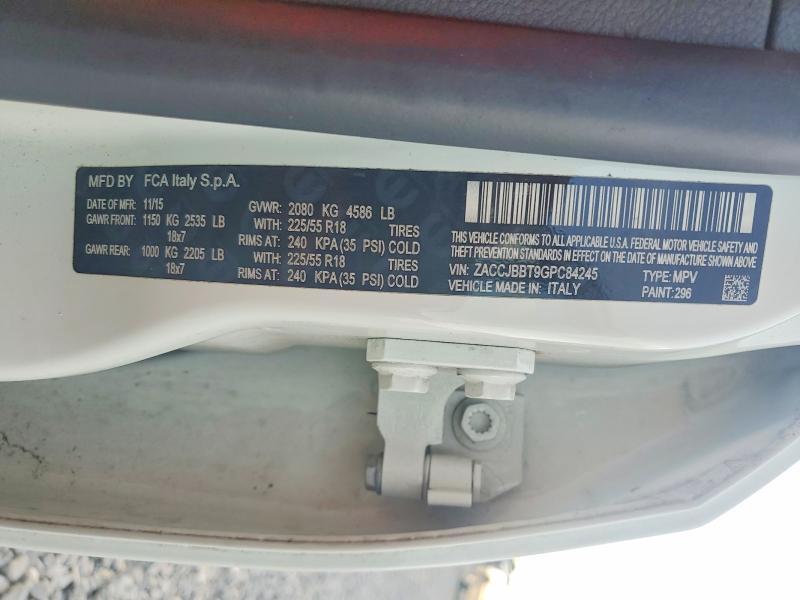 MFD BY FCA Italy S.p.A.
DATE OF MFR 11/15 GVWR: 2080 KG 4586 LB
GAWR FRONT: 1150 KG 2535 LB WITH: 225/55 R18 TIRES
18x7 RIMS AT: 240 KPA (35 PSI) COLD
GAWR REAR: 1000 KG 2205 LB WITH: 225/55 R18 TIRES
18x7 RIMS AT: 240 KPA (35 PSI) COLD
THIS VEHICLE CONFORMS TO ALL APPLICABLE U.S.A. FEDERAL MOTOR VEHICLE SAFETY AND
THEFT PREVENTION STANDARDS IN EFFECT ON THE DATE OF MANUFACTURE SHOWN ABOVE
VIN: ZACCJBBT9GPC84245 TYPE: MPV
VEHICLE MADE IN: ITALY PAINT:296